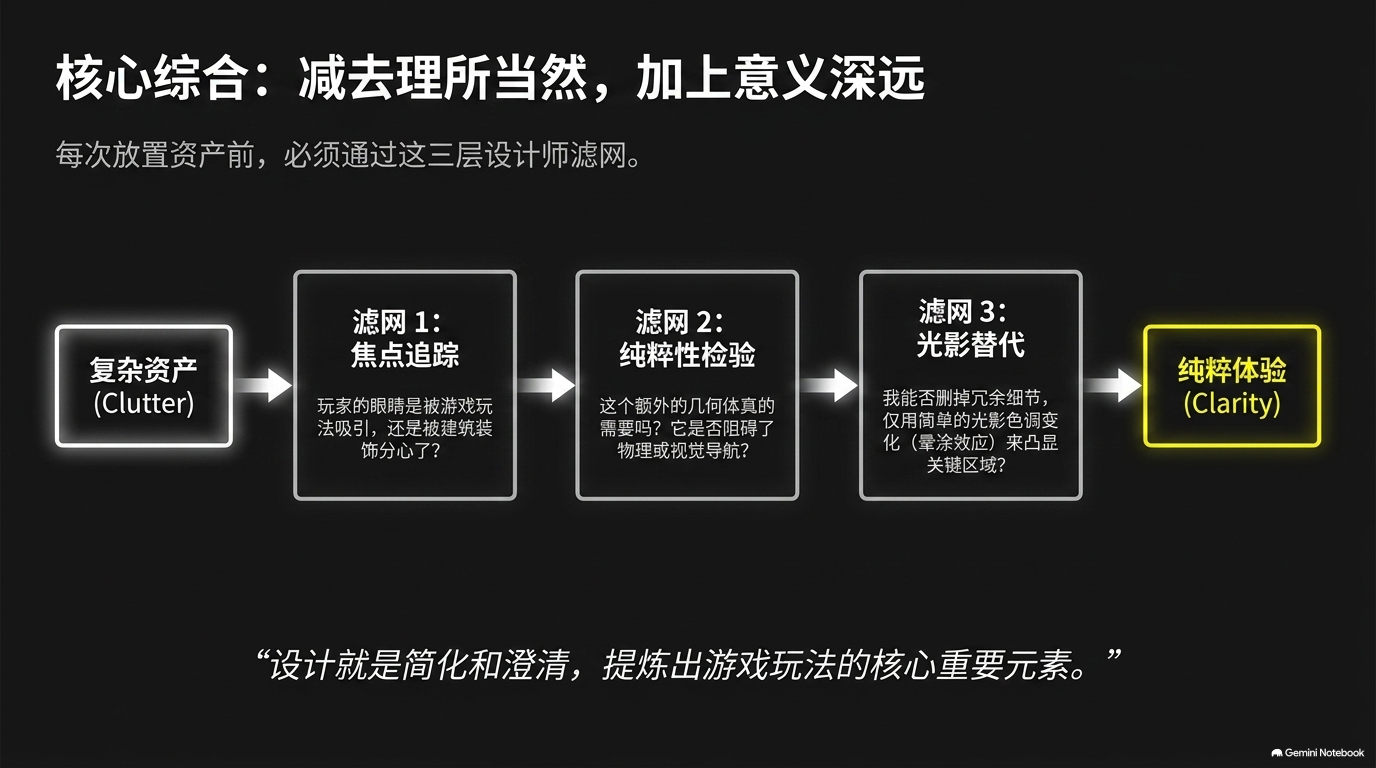 核心综合：减去理所当然，加上意义深远
每次放置资产前，必须通过这三层设计师滤网。
复杂资产
(Clutter)
滤网 1：
焦点追踪
玩家的眼睛是被游戏玩
法吸引，还是被建筑装
饰分心了？
滤网 2：
纯粹性检验
这个额外的几何体真的
需要吗？它是否阻碍了
物理或视觉导航？
滤网 3：
光影替代
我能否删掉冗余细节，
仅用简单的光影色调变
化（晕涂效应）来凸显
关键区域？
纯粹体验
(Clarity)
“设计就是简化和澄清，提炼出游戏玩法的核心重要元素。”
Gemini Notebook